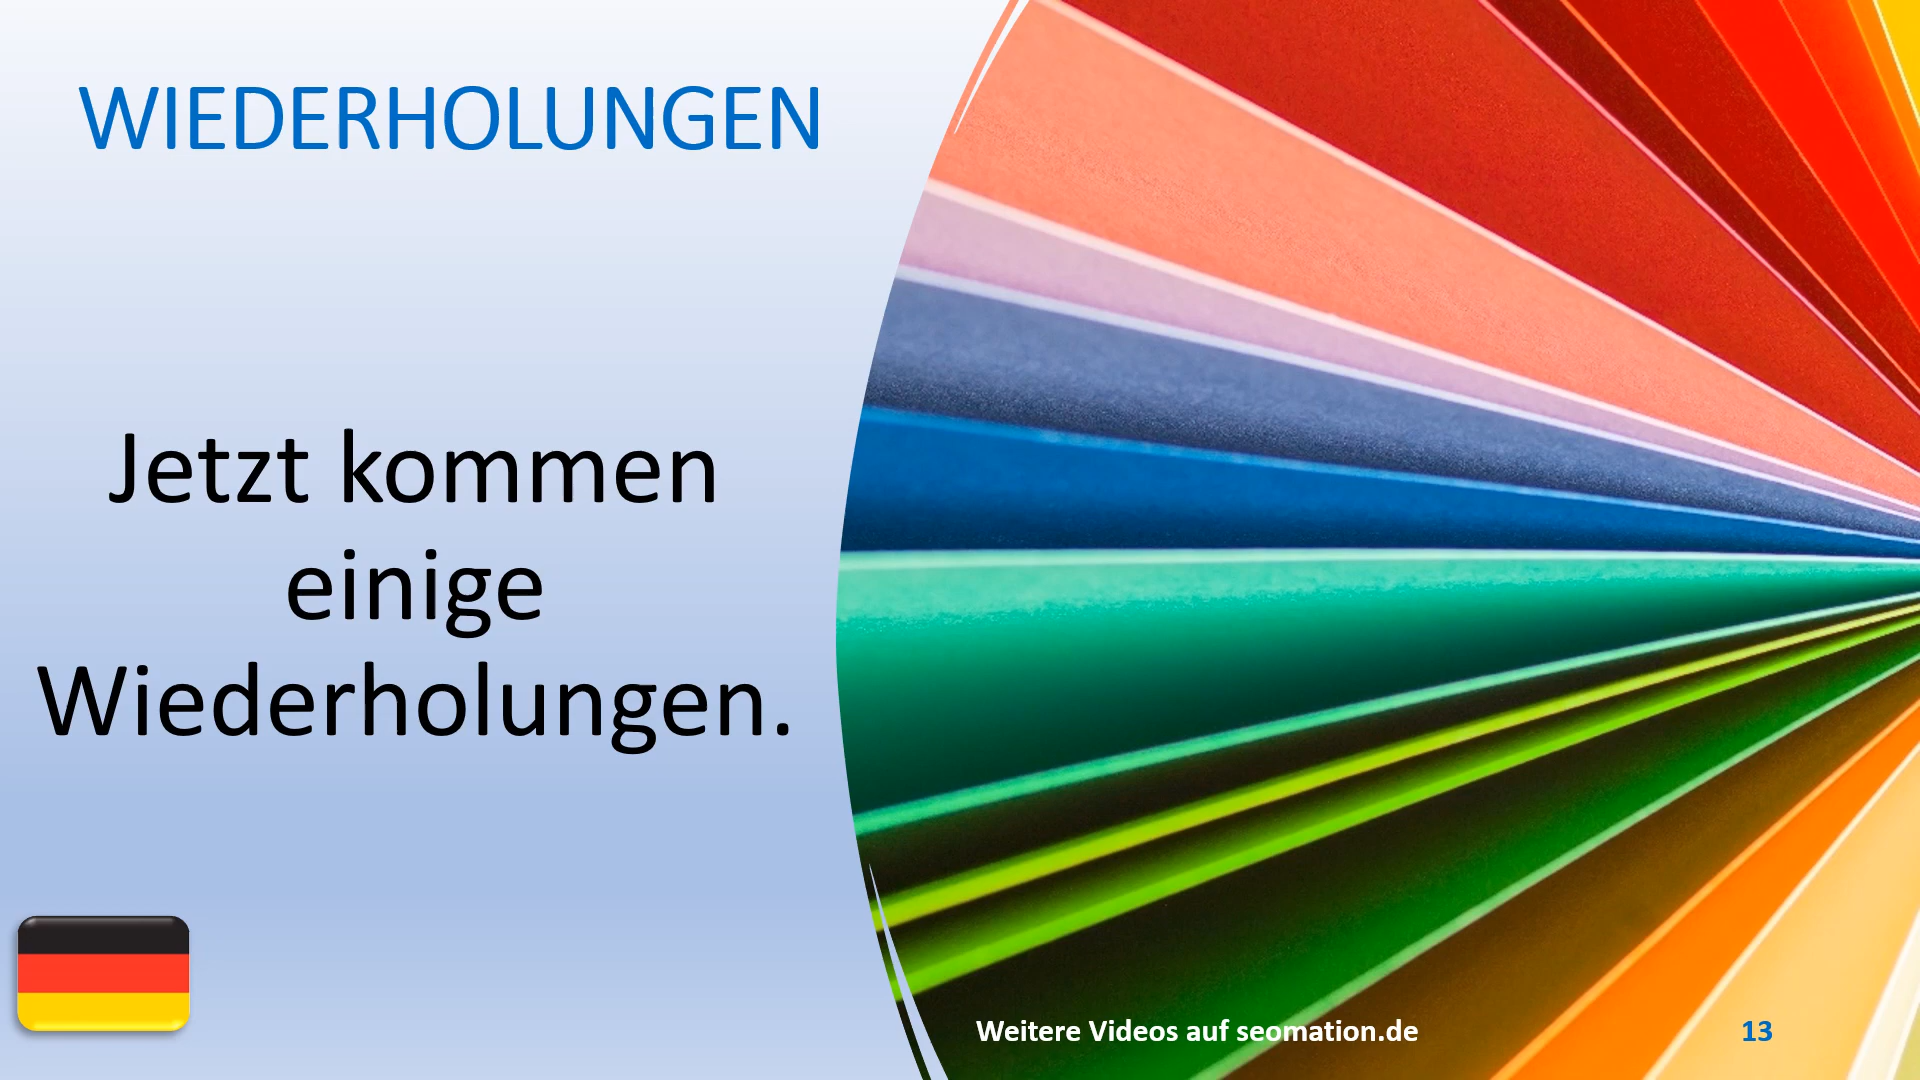 WIEDERHOLUNGEN
Jetzt kommen
einige
Wiederholungen.
Weitere Videos auf seomation.de
13